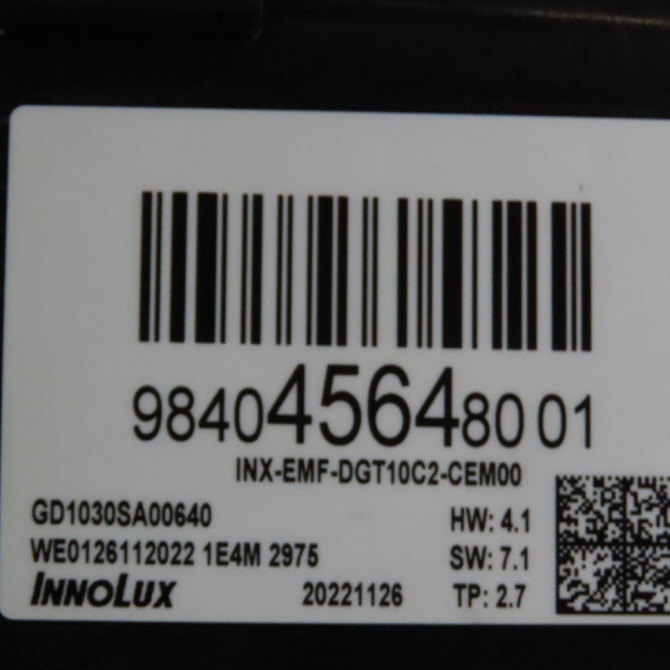 9840456480 01
INX-EMF-DGT10C2-CEM00
GD1030SA00640 HW: 4.1
WE0126112022 1E4M 2975 SW: 7.1
INNOLUX 20221126 TP: 2.7